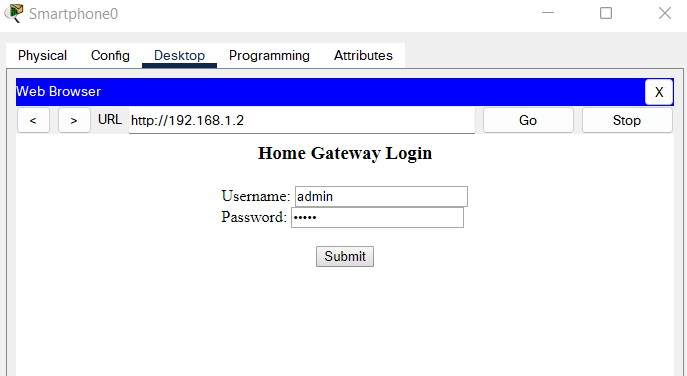 Smartphone0
Physical Config Desktop Programming Attributes
Web Browser X
< > URL http://192.168.1.2 Go Stop
Home Gateway Login
Username: admin
Password: •••••
Submit